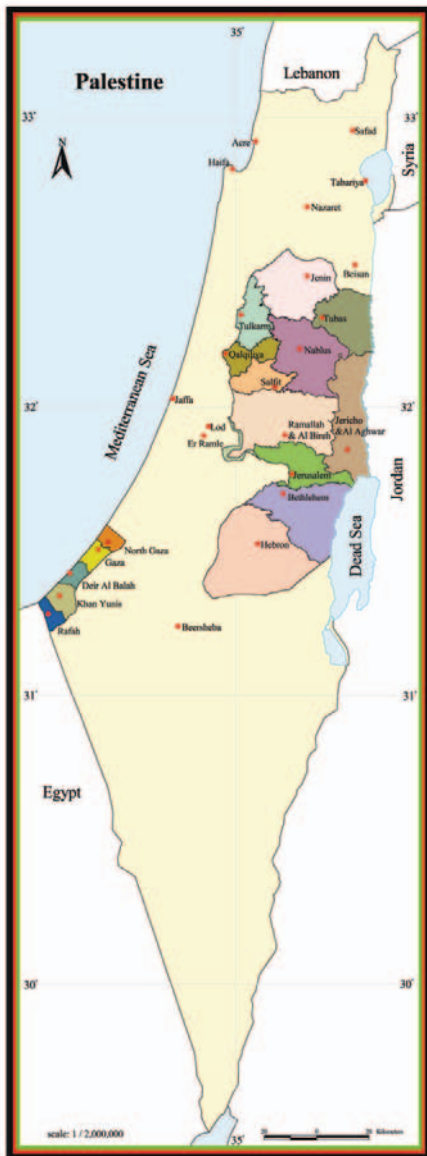 35°
Palestine
Lebanon
33°
33°
Safad
Acre
Syria
N
Haifa
Tabariya
Nazaret
Jenin
Beisan
Tulkarm
Tubas
Qalqilya
Nablus
Mediterranean Sea
Salfit
32°
32°
Jaffa
Jericho
& Al Aghwar
Lod
Ramallah
& Al Bireh
Er Ramle
Jordan
Jerusalem
Bethlehem
Dead Sea
Hebron
North Gaza
Gaza
Deir Al Balah
Khan Yunis
Rafah
Beersheba
31°
31°
Egypt
30°
30°
scale: 1 / 2,000,000
35°
0
Kilometers